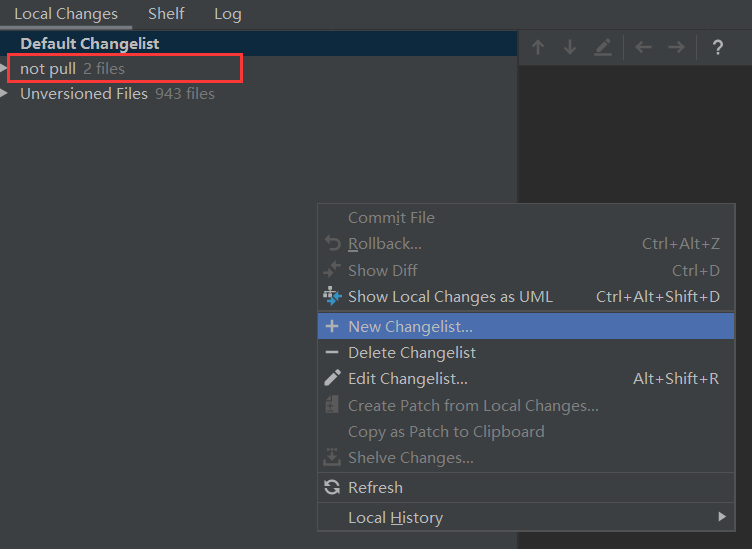 Local Changes Shelf Log
Default Changelist
not pull 2 files
Unversioned Files 943 files
?
Commit File
Rollback... Ctrl+Alt+Z
Show Diff Ctrl+D
Show Local Changes as UML Ctrl+Alt+Shift+D
New Changelist...
Delete Changelist
Edit Changelist... Alt+Shift+R
Create Patch from Local Changes...
Copy as Patch to Clipboard
Shelve Changes...
Refresh
Local History